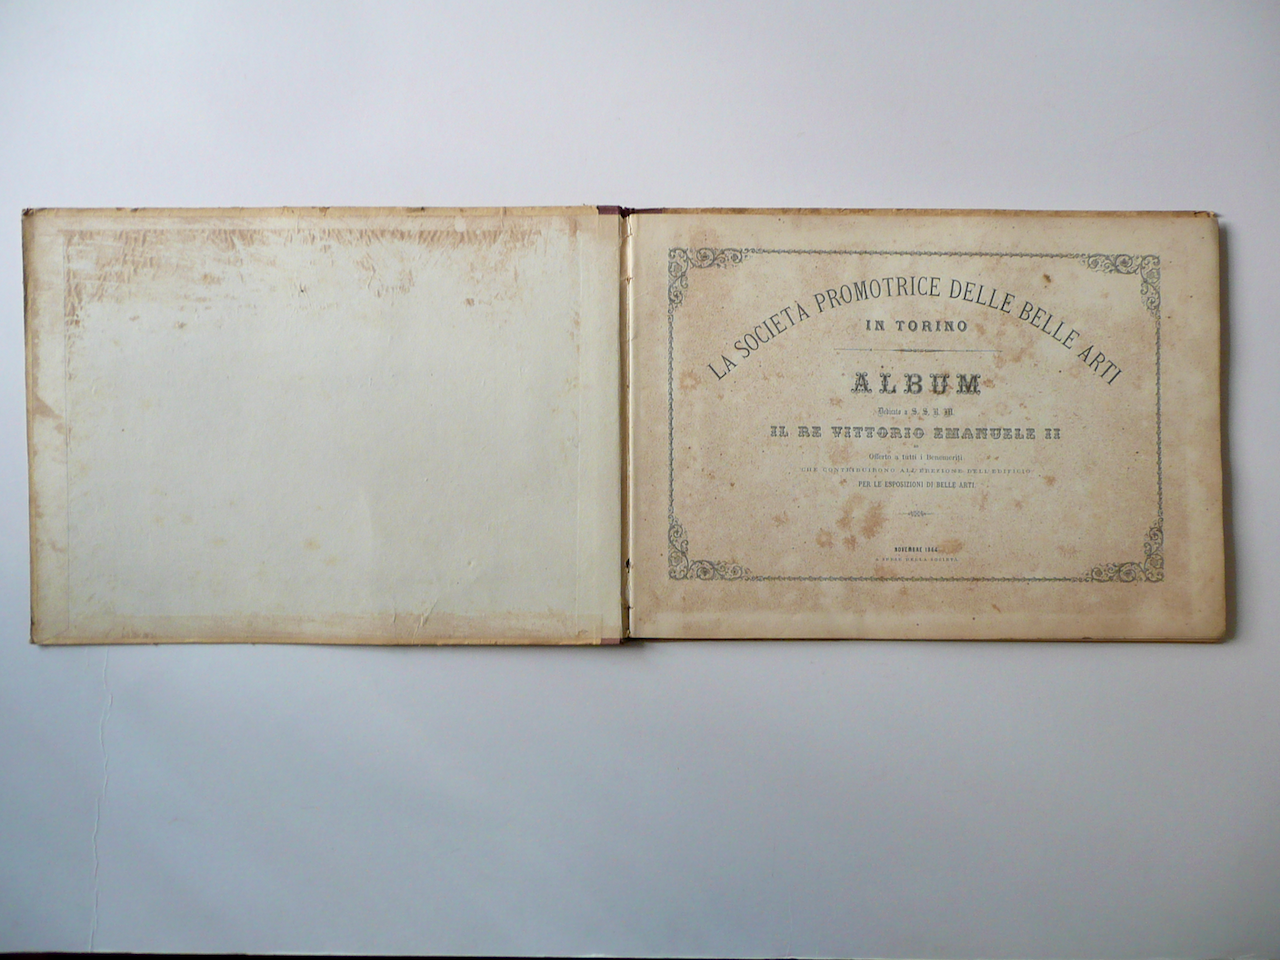 LA SOCIETÀ PROMOTRICE DELLE BELLE ARTI
IN TORINO
ALBUM
Dedicato a S. S. R. M.
IL RE VITTORIO EMANUELE II
Offerto a tutti i Benemeriti
CHE CONTRIBUIRONO ALL'EREZIONE DELL'EDIFICIO
PER LE ESPOSIZIONI DI BELLE ARTI.
NOVEMBRE 1864